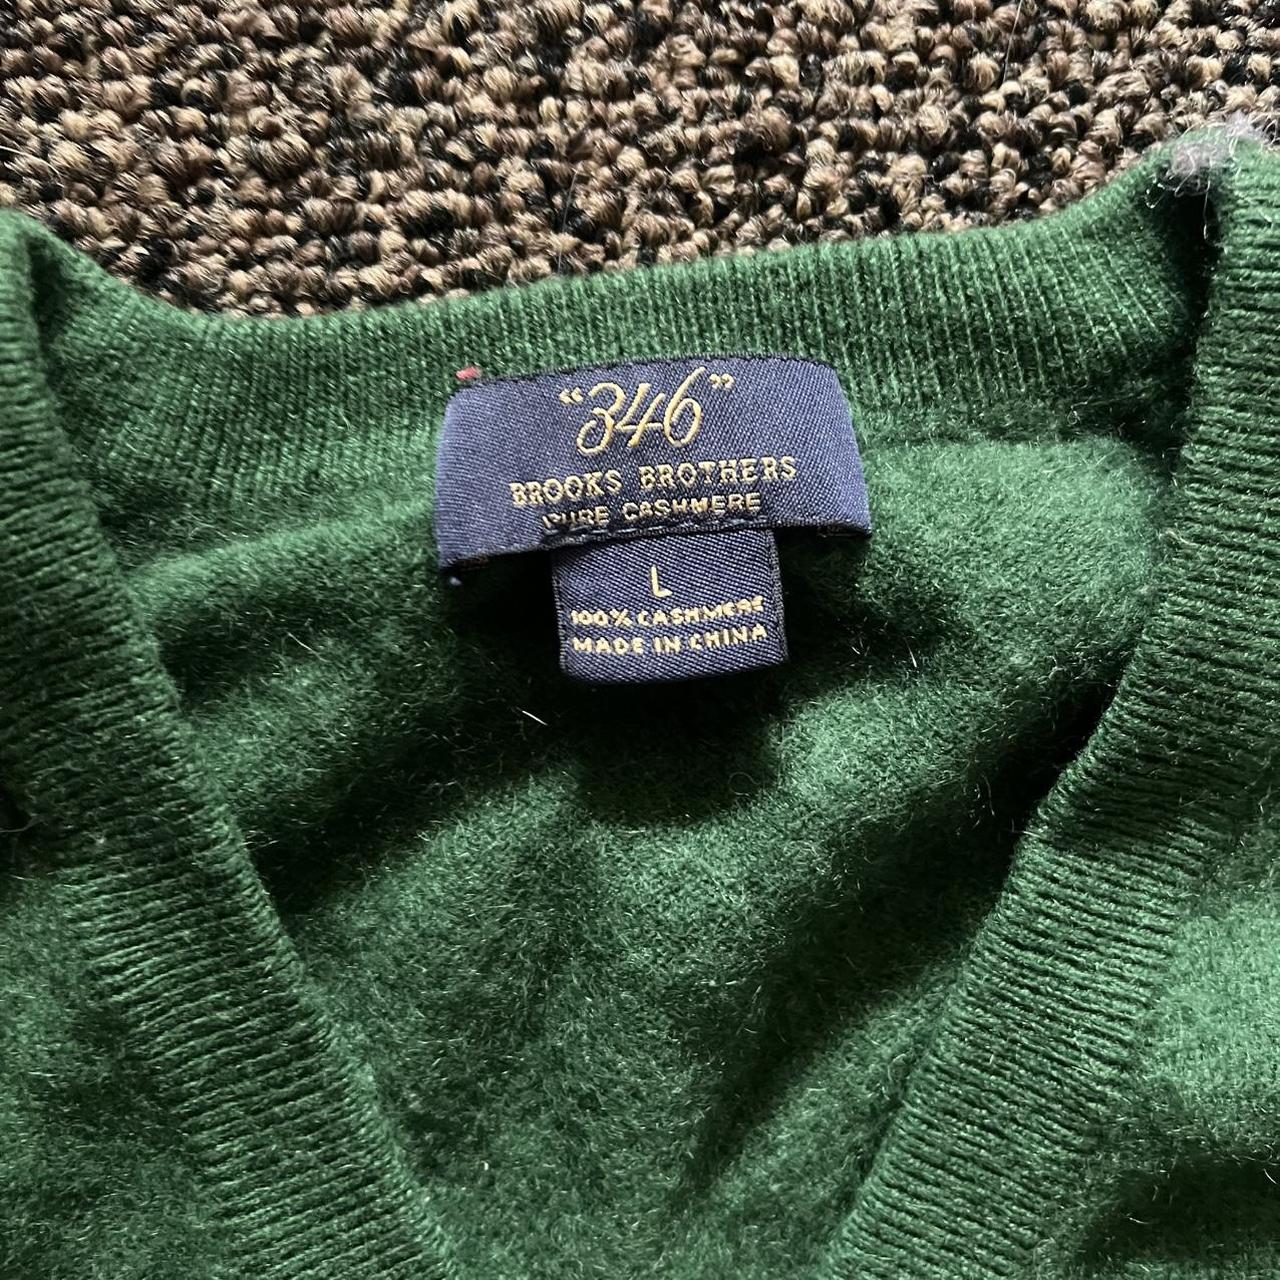 “346”
BROOKS BROTHERS
PURE CASHMERE
L
100% CASHMERE
MADE IN CHINA